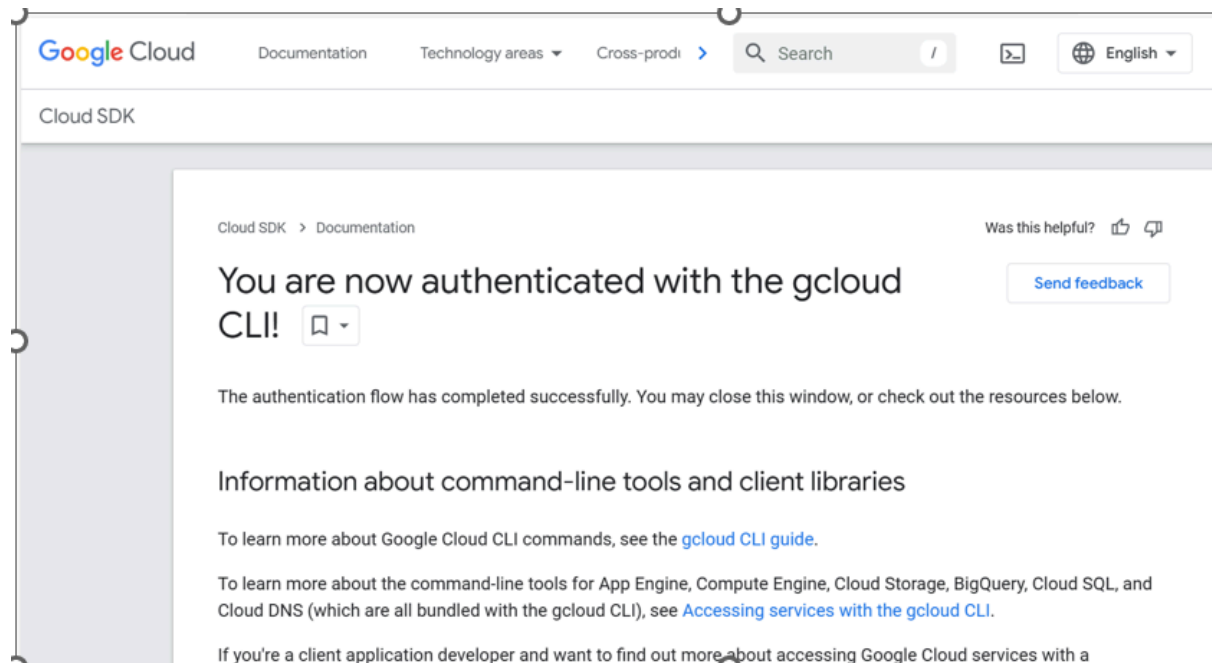 Google Cloud
Documentation
Technology areas
Cross-prod
Search
/
English
Cloud SDK
Cloud SDK > Documentation
Was this helpful?
You are now authenticated with the gcloud
CLI!
Send feedback
The authentication flow has completed successfully. You may close this window, or check out the resources below.
Information about command-line tools and client libraries
To learn more about Google Cloud CLI commands, see the gcloud CLI guide.
To learn more about the command-line tools for App Engine, Compute Engine, Cloud Storage, BigQuery, Cloud SQL, and
Cloud DNS (which are all bundled with the gcloud CLI), see Accessing services with the gcloud CLI.
If you're a client application developer and want to find out more about accessing Google Cloud services with a